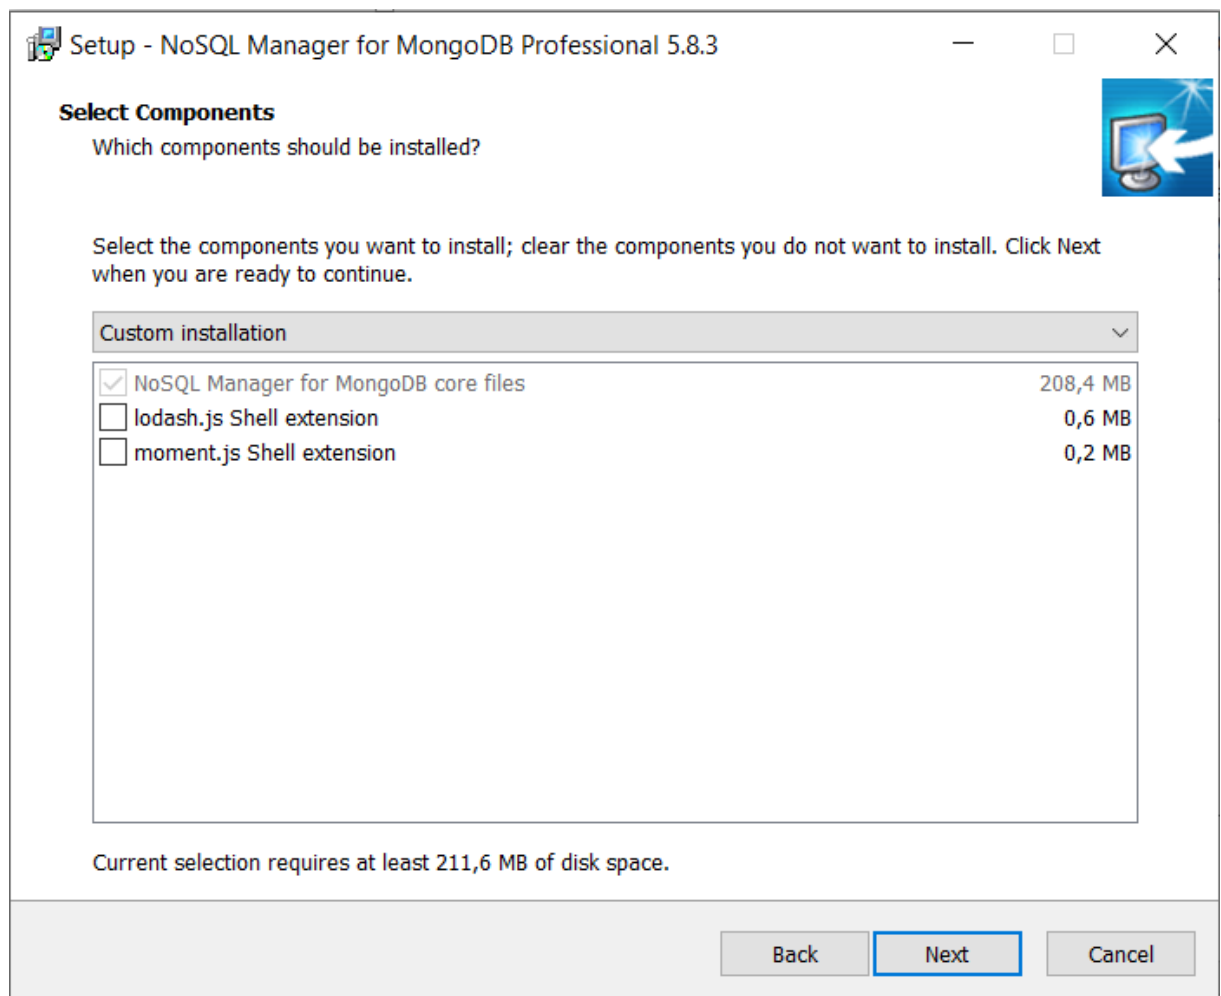 Setup - NoSQL Manager for MongoDB Professional 5.8.3
Select Components
Which components should be installed?
Select the components you want to install; clear the components you do not want to install. Click Next
when you are ready to continue.
Custom installation
NoSQL Manager for MongoDB core files 208,4 MB
lodash.js Shell extension 0,6 MB
moment.js Shell extension 0,2 MB
Current selection requires at least 211,6 MB of disk space.
Back Next Cancel